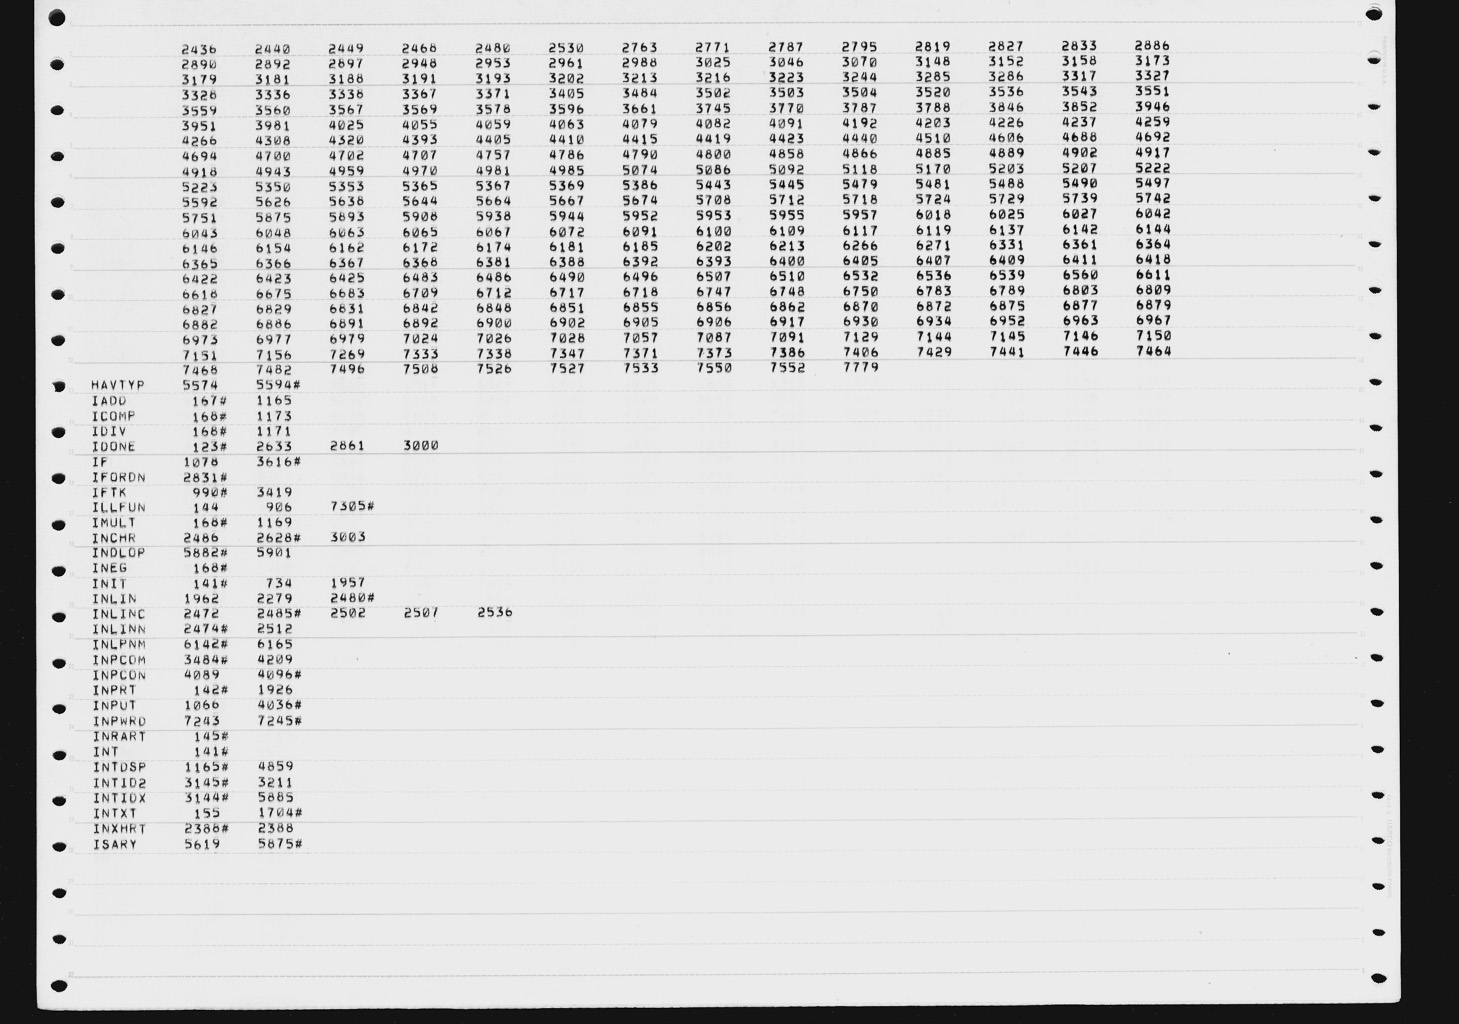 2436 2440 2449 2468 2480 2530 2763 2771 2787 2795 2819 2827 2833 2886
2890 2892 2897 2948 2953 2961 2988 3025 3046 3070 3148 3152 3158 3173
3179 3181 3188 3191 3193 3202 3213 3216 3223 3244 3285 3286 3317 3327
3328 3336 3338 3367 3371 3405 3484 3502 3503 3504 3520 3536 3543 3551
3559 3560 3567 3569 3578 3596 3661 3745 3770 3787 3788 3846 3852 3946
3951 3981 4025 4055 4059 4063 4079 4082 4091 4192 4203 4226 4237 4259
4266 4308 4320 4393 4405 4410 4415 4419 4423 4440 4510 4606 4688 4692
4694 4700 4702 4707 4757 4786 4790 4800 4858 4866 4885 4889 4902 4917
4918 4943 4959 4970 4981 4985 5074 5086 5092 5118 5170 5203 5207 5222
5223 5350 5353 5365 5367 5369 5386 5443 5445 5479 5481 5488 5490 5497
5592 5626 5638 5644 5664 5667 5674 5708 5712 5718 5724 5729 5739 5742
5751 5875 5893 5908 5938 5944 5952 5953 5955 5957 6018 6025 6027 6042
6043 6048 6063 6065 6067 6072 6091 6100 6109 6117 6119 6137 6142 6144
6146 6154 6162 6172 6174 6181 6185 6202 6213 6266 6271 6331 6361 6364
6365 6366 6367 6368 6381 6388 6392 6393 6400 6405 6407 6409 6411 6418
6422 6423 6425 6483 6486 6490 6496 6507 6510 6532 6536 6539 6560 6611
6618 6675 6683 6709 6712 6717 6718 6747 6748 6750 6783 6789 6803 6809
6827 6829 6831 6842 6848 6851 6855 6856 6862 6870 6872 6875 6877 6879
6882 6886 6891 6892 6900 6902 6905 6906 6917 6930 6934 6952 6963 6967
6973 6977 6979 7024 7026 7028 7057 7087 7091 7129 7144 7145 7146 7150
7151 7156 7269 7333 7338 7347 7371 7373 7386 7406 7429 7441 7446 7464
7468 7482 7496 7508 7526 7527 7533 7550 7552 7779
HAVTYP 5574 5594#
IADD 167# 1165
ICOMP 168# 1173
IDIV 168# 1171
IDONE 123# 2633 2861 3000
IF 1078 3616#
IFORDN 2831#
IFTK 990# 3419
ILLFUN 144 906 7305#
IMULT 168# 1169
INCHR 2486 2628# 3003
INDLOP 5882# 5901
INEG 168#
INIT 141# 734 1957
INLIN 1962 2279 2480#
INLINC 2472 2485# 2502 2507 2536
INLINN 2474# 2512
INLPNM 6142# 6165
INPCOM 3484# 4209
INPCON 4089 4096#
INPRT 142# 1926
INPUT 1066 4036#
INPWRD 7243 7245#
INRART 145#
INT 141#
INTDSP 1165# 4859
INTID2 3145# 3211
INTIDX 3144# 5885
INTXT 155 1704#
INXHRT 2388# 2388
ISARY 5619 5875#